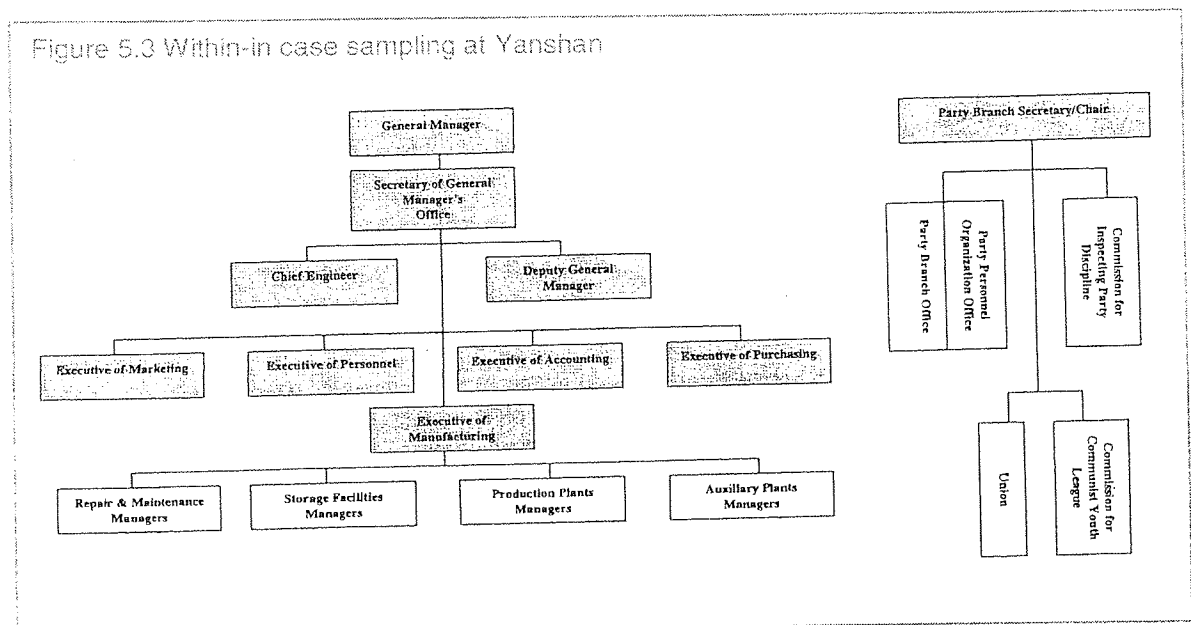 Figure 5.3 Within-in case sampling at Yanshan
General Manager
Secretary of General
Manager's
Office
Chief Engineer
Deputy General
Manager
Executive of Marketing
Executive of Personnel
Executive of Accounting
Executive of Purchasing
Executive of
Manufacturing
Repair & Maintenance
Managers
Storage Facilities
Managers
Production Plants
Managers
Auxillary Plants
Managers
Party Branch Secretary/Chair
Party Branch Office
Party Personnel
Organization Office
Commission for
Inspecting Party
Discipline
Union
Commission for
Communist Youth
League